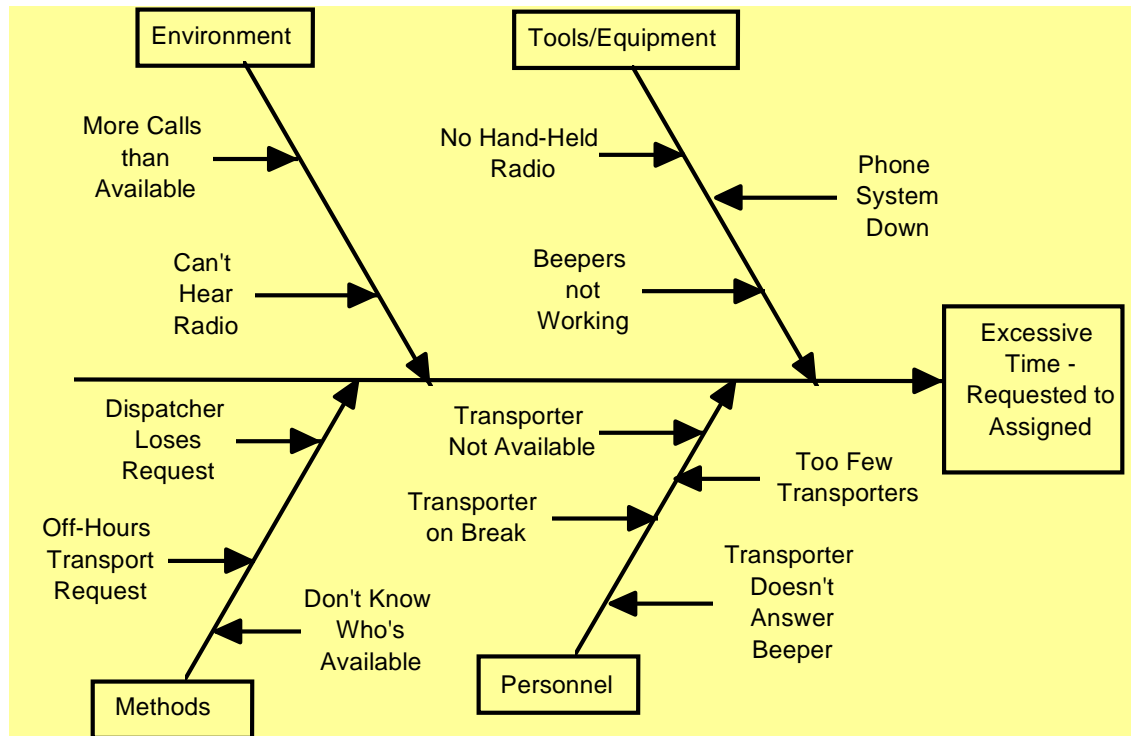 Environment
Tools/Equipment
More Calls
than
Available
No Hand-Held
Radio
Phone
System
Down
Can't
Hear
Radio
Beepers
not
Working
Excessive
Time -
Requested to
Assigned
Dispatcher
Loses
Request
Transporter
Not Available
Too Few
Transporters
Off-Hours
Transport
Request
Transporter
on Break
Don't Know
Who's
Available
Transporter
Doesn't
Answer
Beeper
Methods
Personnel